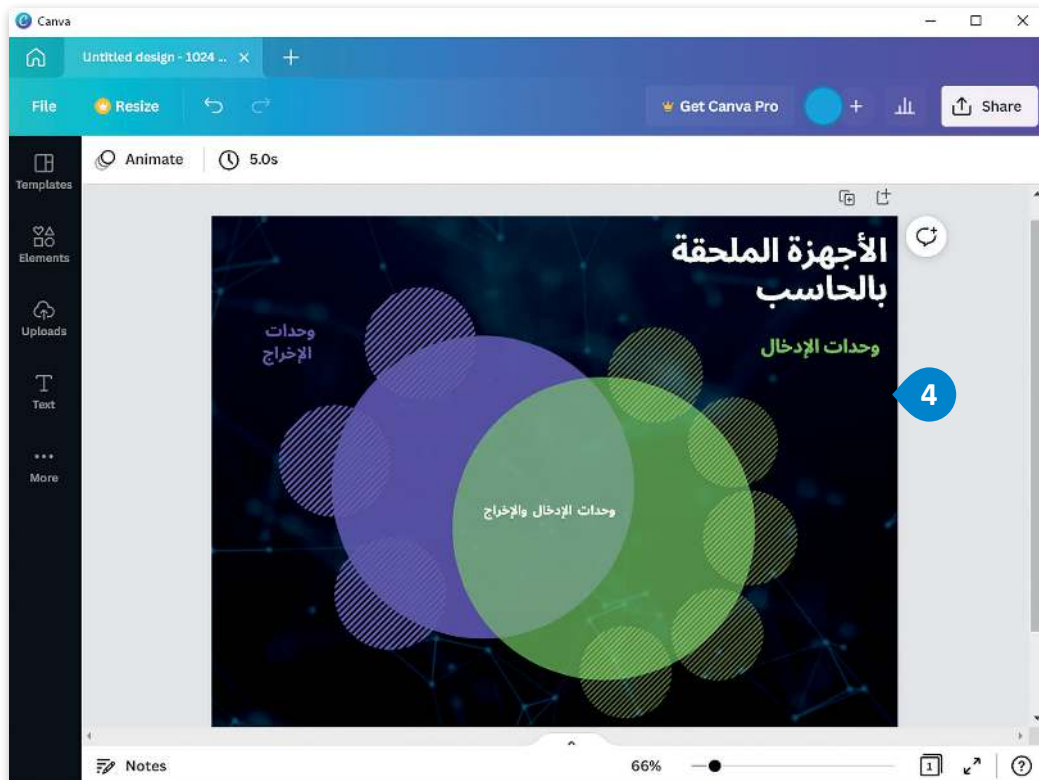 Canva
Untitled design - 1024 ..
File
Resize
Get Canva Pro
Share
Animate
5.0s
Templates
Elements
Uploads
Text
More
الأجهزة الملحقة
بالحاسب
وحدات الإدخال
وحدات
الإخراج
وحدات الإدخال والإخراج
4
Notes
66%
1